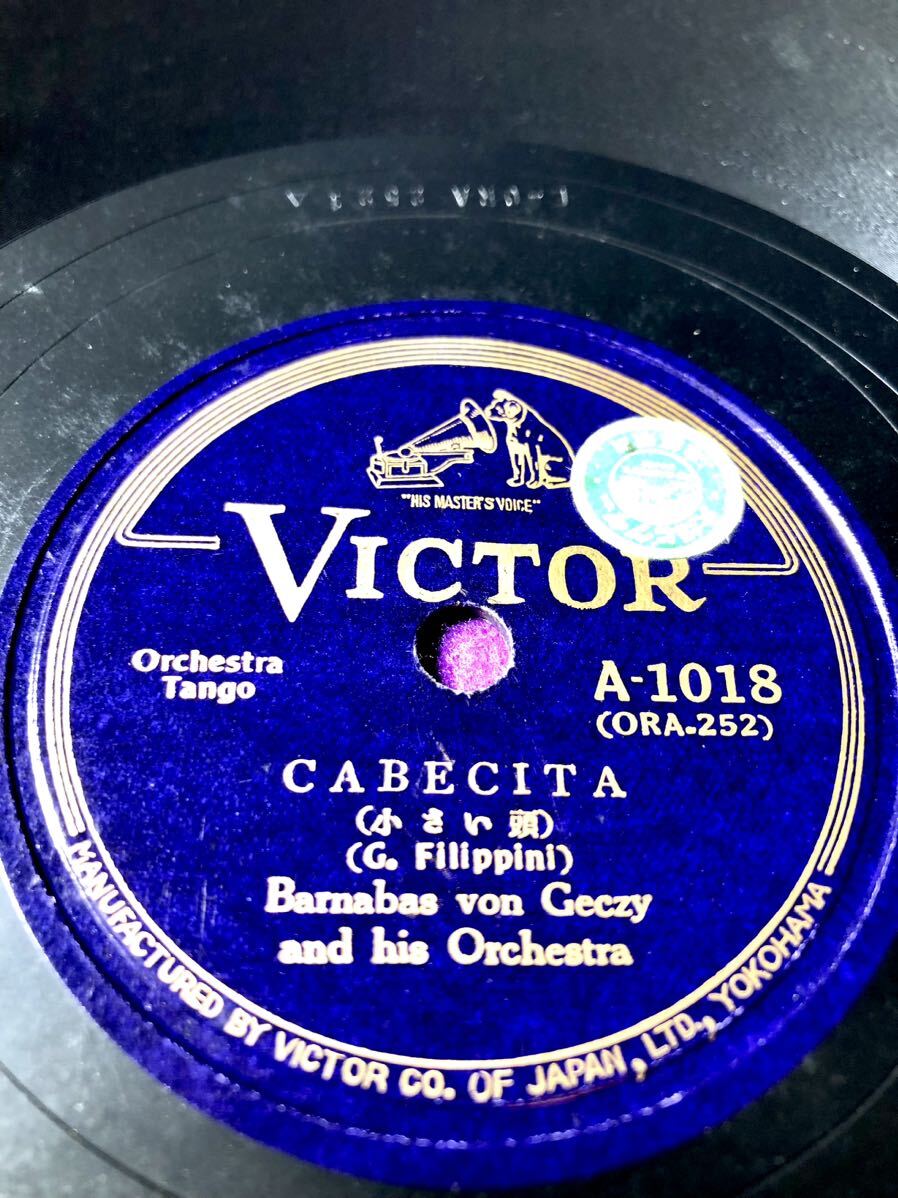 "HIS MASTER'S VOICE"
VICTOR
Orchestra
Tango
A-1018
(ORA-252)
CABECITA
(小さい頭)
(G. Filippini)
Barnabas von Geczy
and his Orchestra
MANUFACTURED BY VICTOR CO. OF JAPAN, LTD., YOKOHAMA